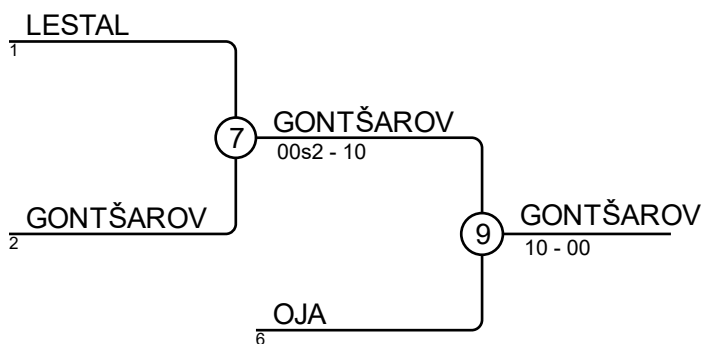 LESTAL
1
7
GONTŠAROV
00s2 - 10
GONTŠAROV
2
9
GONTŠAROV
10 - 00
OJA
6